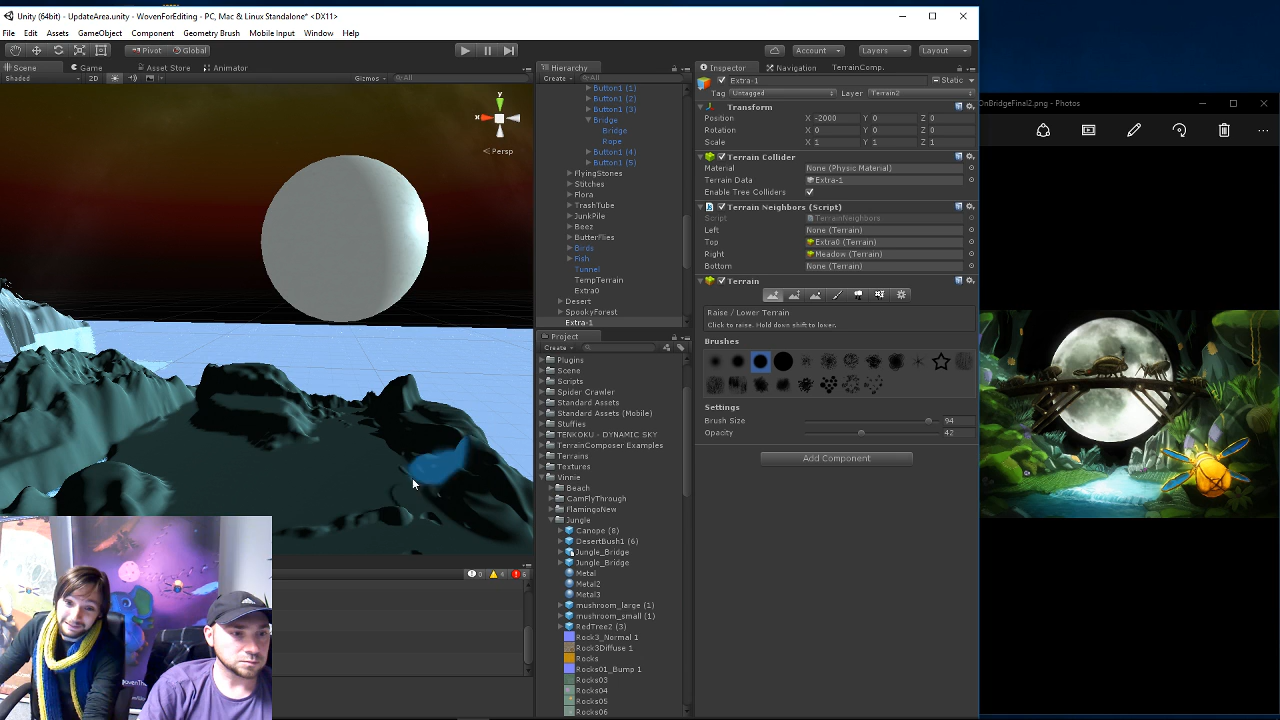 Unity (64bit) - UpdateArea.unity - WovenForEditing - PC, Mac & Linux Standalone* <DX11>
File Edit Assets GameObject Component Geometry Brush Mobile Input Window Help
Pivot Global Account Layers Layout
Scene Game Asset Store Animator
Shaded 2D Gizmos All
y
x
Persp
Hierarchy
Create All
Button1 (1)
Button1 (2)
Button1 (3)
Bridge
Bridge
Rope
Button1 (4)
Button1 (5)
FlyingStones
Stitches
Flora
TrashTube
JunkPile
Beez
ButterFlies
Birds
Fish
Tunnel
TempTerrain
Extra0
Desert
SpookyForest
Extra-1
Project
Create
Plugins
Scene
Scripts
Spider Crawler
Standard Assets
Standard Assets (Mobile)
Stuffies
TENKOKU - DYNAMIC SKY
TerrainComposer Examples
Terrains
Textures
Vinnie
Beach
CamFlyThrough
FlamingoNew
Jungle
Canope (8)
DesertBush1 (6)
Jungle_Bridge
Jungle_Bridge
Metal
Metal2
Metal3
mushroom_large (1)
mushroom_small (1)
RedTree2 (3)
Rock3_Normal 1
Rock3Diffuse 1
Rocks
Rocks01_Bump 1
Rocks03
Rocks04
Rocks05
Rocks06
0 4 6
Inspector Navigation TerrainComp.
Extra-1 Static
Tag Untagged Layer Terrain2
Transform
Position X -2000 Y 0 Z 0
Rotation X 0 Y 0 Z 0
Scale X 1 Y 1 Z 1
Terrain Collider
Material None (Physic Material)
Terrain Data Extra-1
Enable Tree Colliders
Terrain Neighbors (Script)
Script TerrainNeighbors
Left None (Terrain)
Top Extra0 (Terrain)
Right Meadow (Terrain)
Bottom None (Terrain)
Terrain
Raise / Lower Terrain
Click to raise. Hold down shift to lower.
Brushes
Settings
Brush Size 94
Opacity 42
Add Component
OnBridgeFinal2.png - Photos